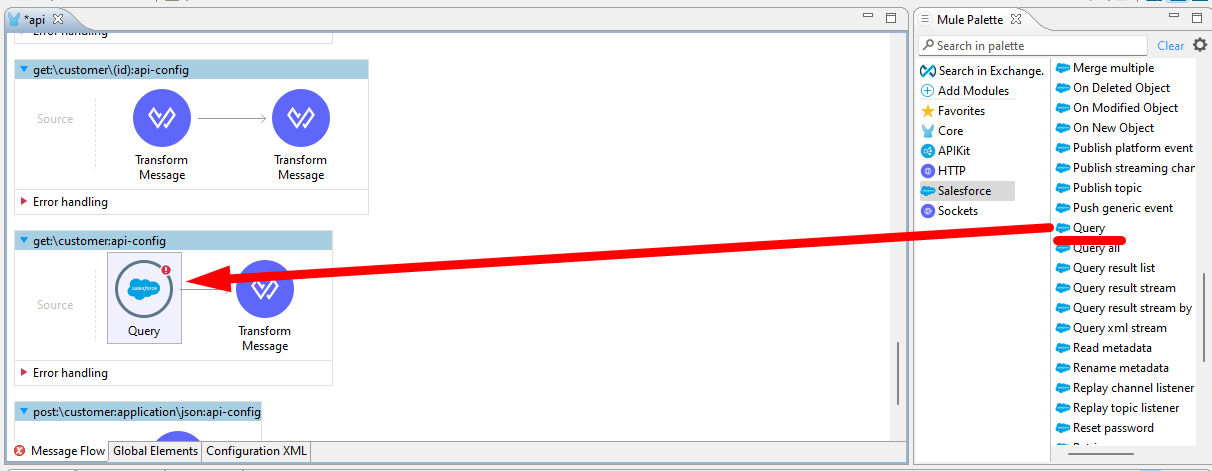 *api
Error handling
get:\customer\(id):api-config
Source
Transform
Message
Transform
Message
Error handling
get:\customer:api-config
Source
salesforce
Query
Transform
Message
Error handling
post:\customer:application\json:api-config
Message Flow
Global Elements
Configuration XML
Mule Palette
Search in palette
Clear
Search in Exchange.
Add Modules
Favorites
Core
APIKit
HTTP
Salesforce
Sockets
Merge multiple
On Deleted Object
On Modified Object
On New Object
Publish platform event
Publish streaming chan
Publish topic
Push generic event
Query
Query all
Query result list
Query result stream
Query result stream by
Query xml stream
Read metadata
Rename metadata
Replay channel listener
Replay topic listener
Reset password